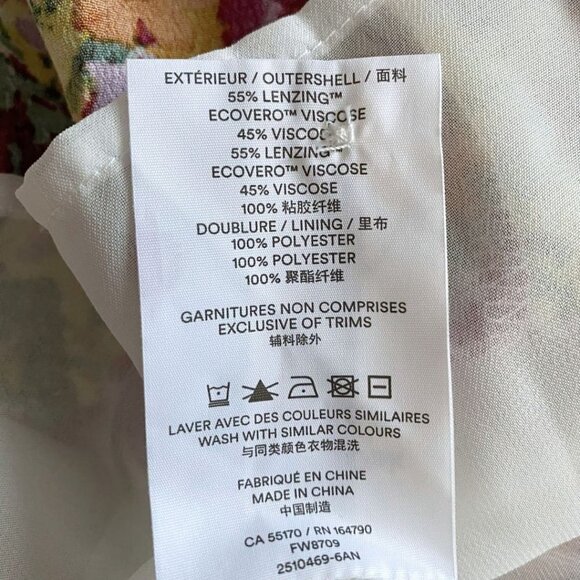 EXTÉRIEUR / OUTERSHELL / 面料
55% LENZING™
ECOVERO™ VISCOSE
45% VISCOSE
55% LENZING™
ECOVERO™ VISCOSE
45% VISCOSE
100% 粘胶纤维
DOUBLURE / LINING / 里布
100% POLYESTER
100% POLYESTER
100% 聚酯纤维
GARNITURES NON COMPRISES
EXCLUSIVE OF TRIMS
辅料除外
LAVER AVEC DES COULEURS SIMILAIRES
WASH WITH SIMILAR COLOURS
与同类颜色衣物混洗
FABRIQUÉ EN CHINE
MADE IN CHINA
中国制造
CA 55170 / RN 164790
FW8709
2510469-6AN